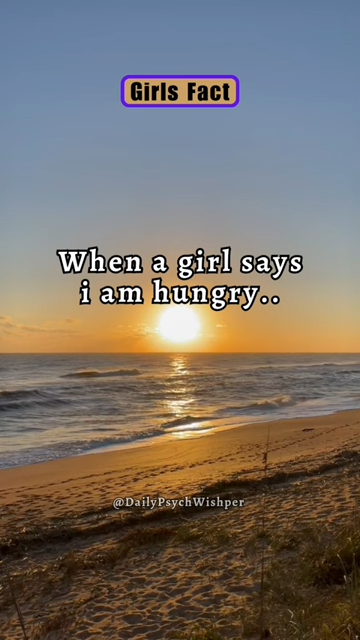 Girls Fact
When a girl says
i am hungry..
@DailyPsychWishper